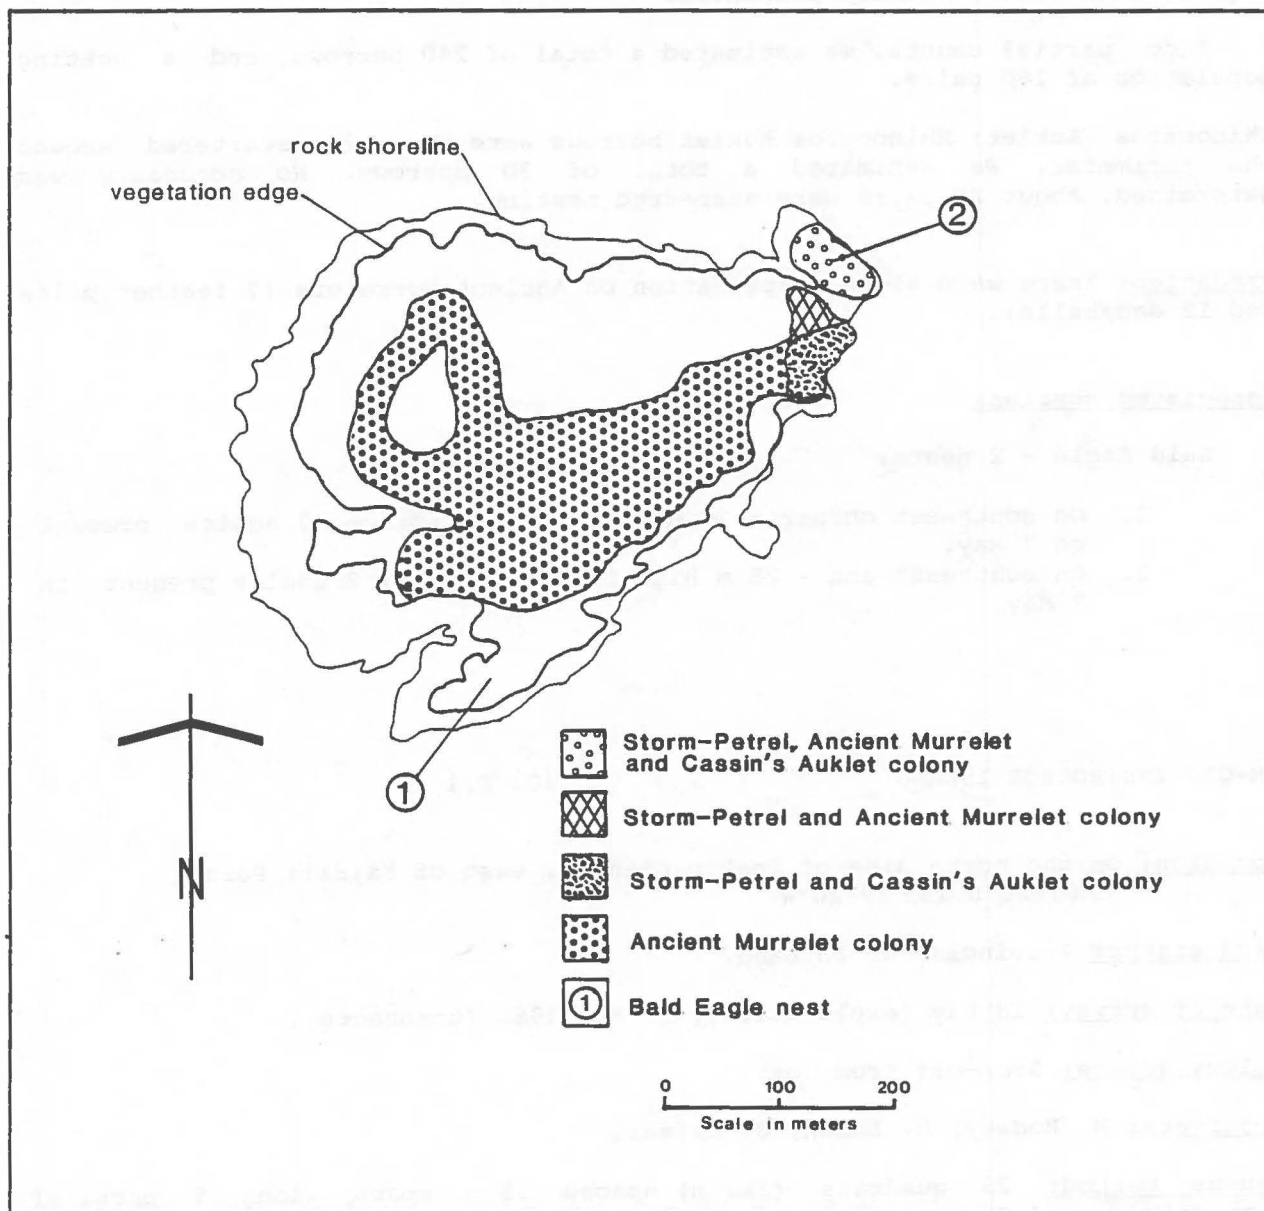 rock shoreline
vegetation edge
2
1
N
Storm-Petrel, Ancient Murrelet
and Cassin's Auklet colony
Storm-Petrel and Ancient Murrelet colony
Storm-Petrel and Cassin's Auklet colony
Ancient Murrelet colony
1 Bald Eagle nest
0 100 200
Scale in meters